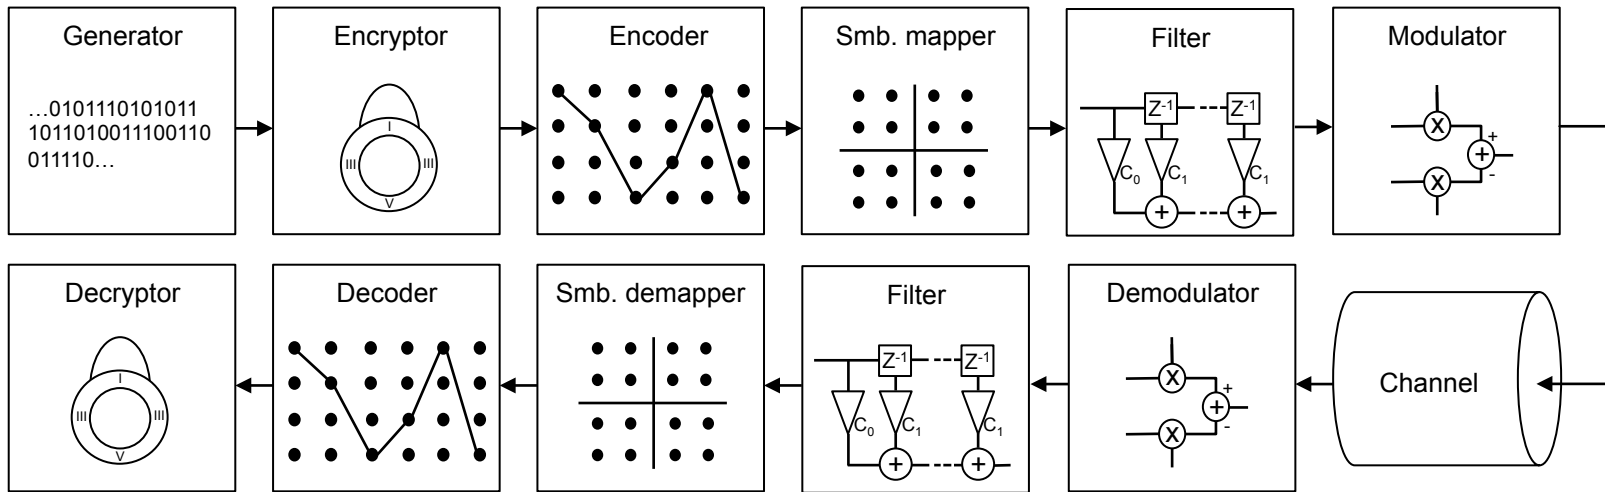 Generator
Encryptor
Encoder
Smb. mapper
Filter
Modulator
...0101110101011
1011010011100110
011110...
I
III
III
V
Z⁻¹
Z⁻¹
C₀
C₁
C₁
+
+
X
X
+
+
-
Decryptor
Decoder
Smb. demapper
Filter
Demodulator
Channel
I
III
III
V
Z⁻¹
Z⁻¹
C₀
C₁
C₁
+
+
X
X
+
+
-